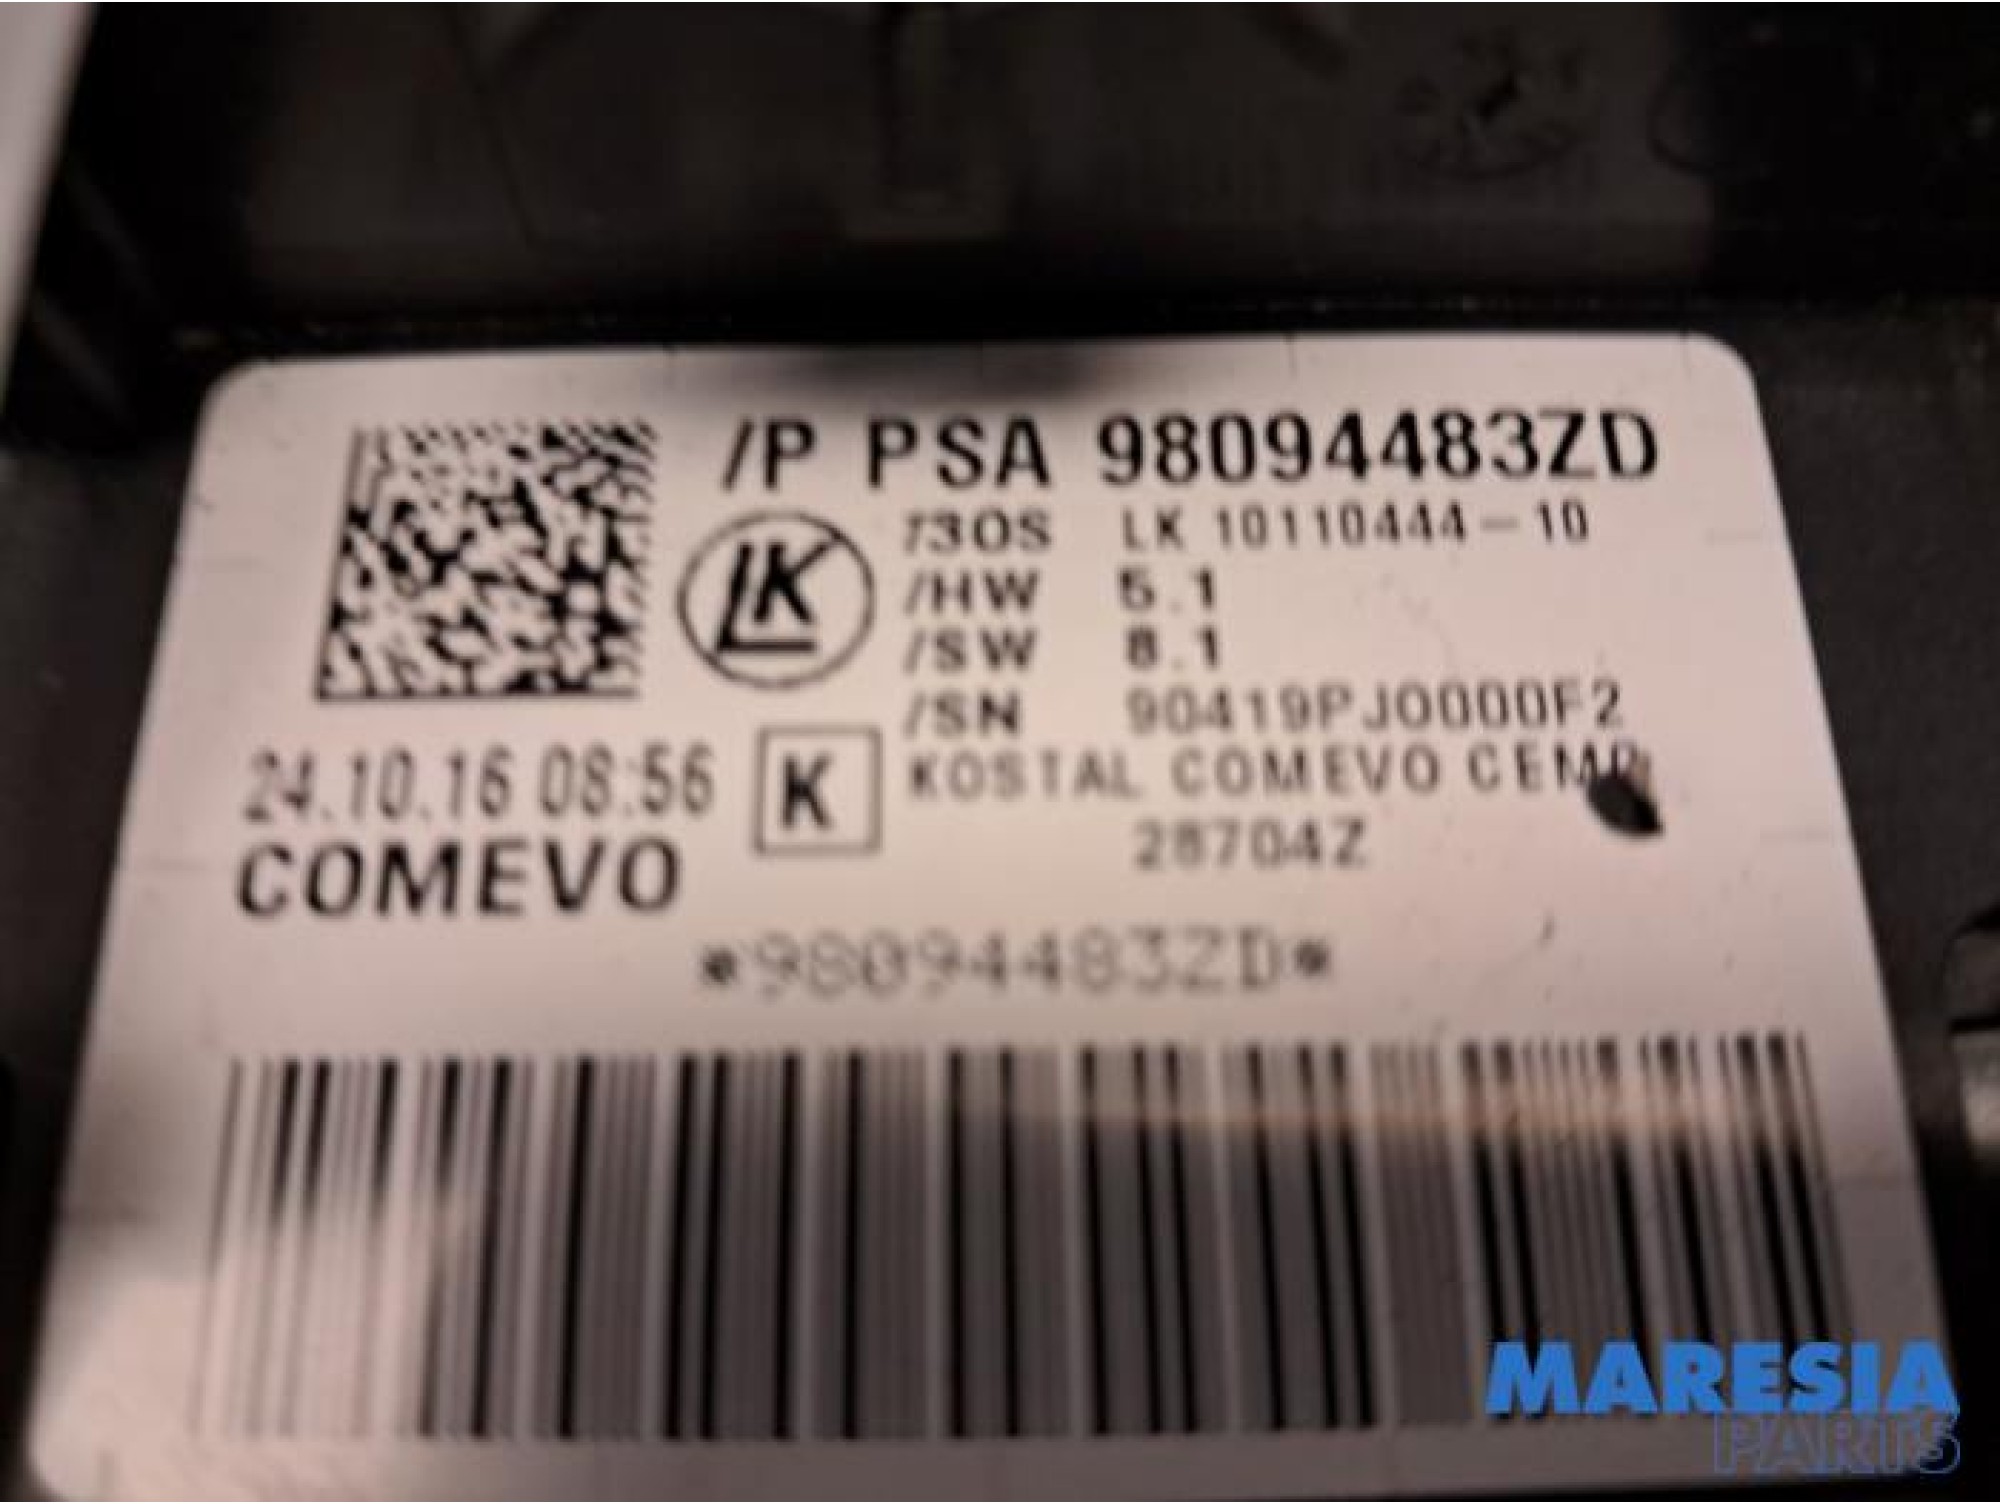 /P PSA 98094483ZD
LK
/30S LK 10110444-10
/HW 5.1
/SW 8.1
/SN 90419PJ0000F2
24.10.16 08:56 K KOSTAL COMEVO
28704Z
COMEVO
*98094483ZD*
MARESIA
PARTS